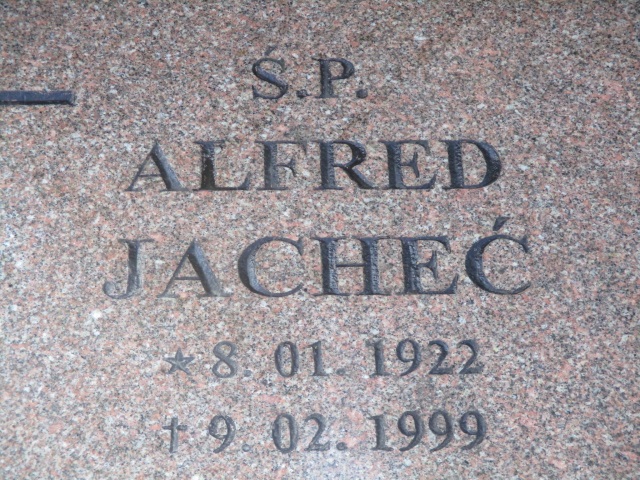 Ś.P.
ALFRED
JACHEĆ
* 8. 01. 1922
† 9. 02. 1999